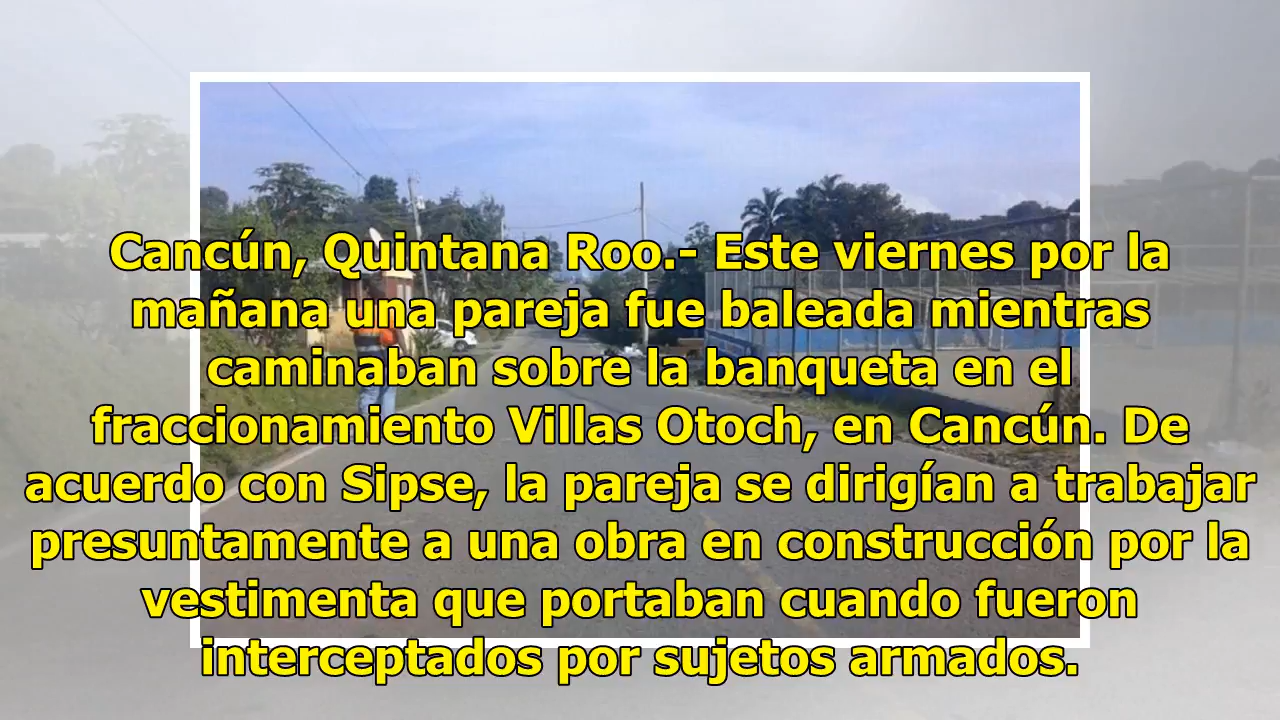 Cancún, Quintana Roo.- Este viernes por la
mañana una pareja fue baleada mientras
caminaban sobre la banqueta en el
fraccionamiento Villas Otoch, en Cancún. De
acuerdo con Sipse, la pareja se dirigían a trabajar
presuntamente a una obra en construcción por la
vestimenta que portaban cuando fueron
interceptados por sujetos armados.